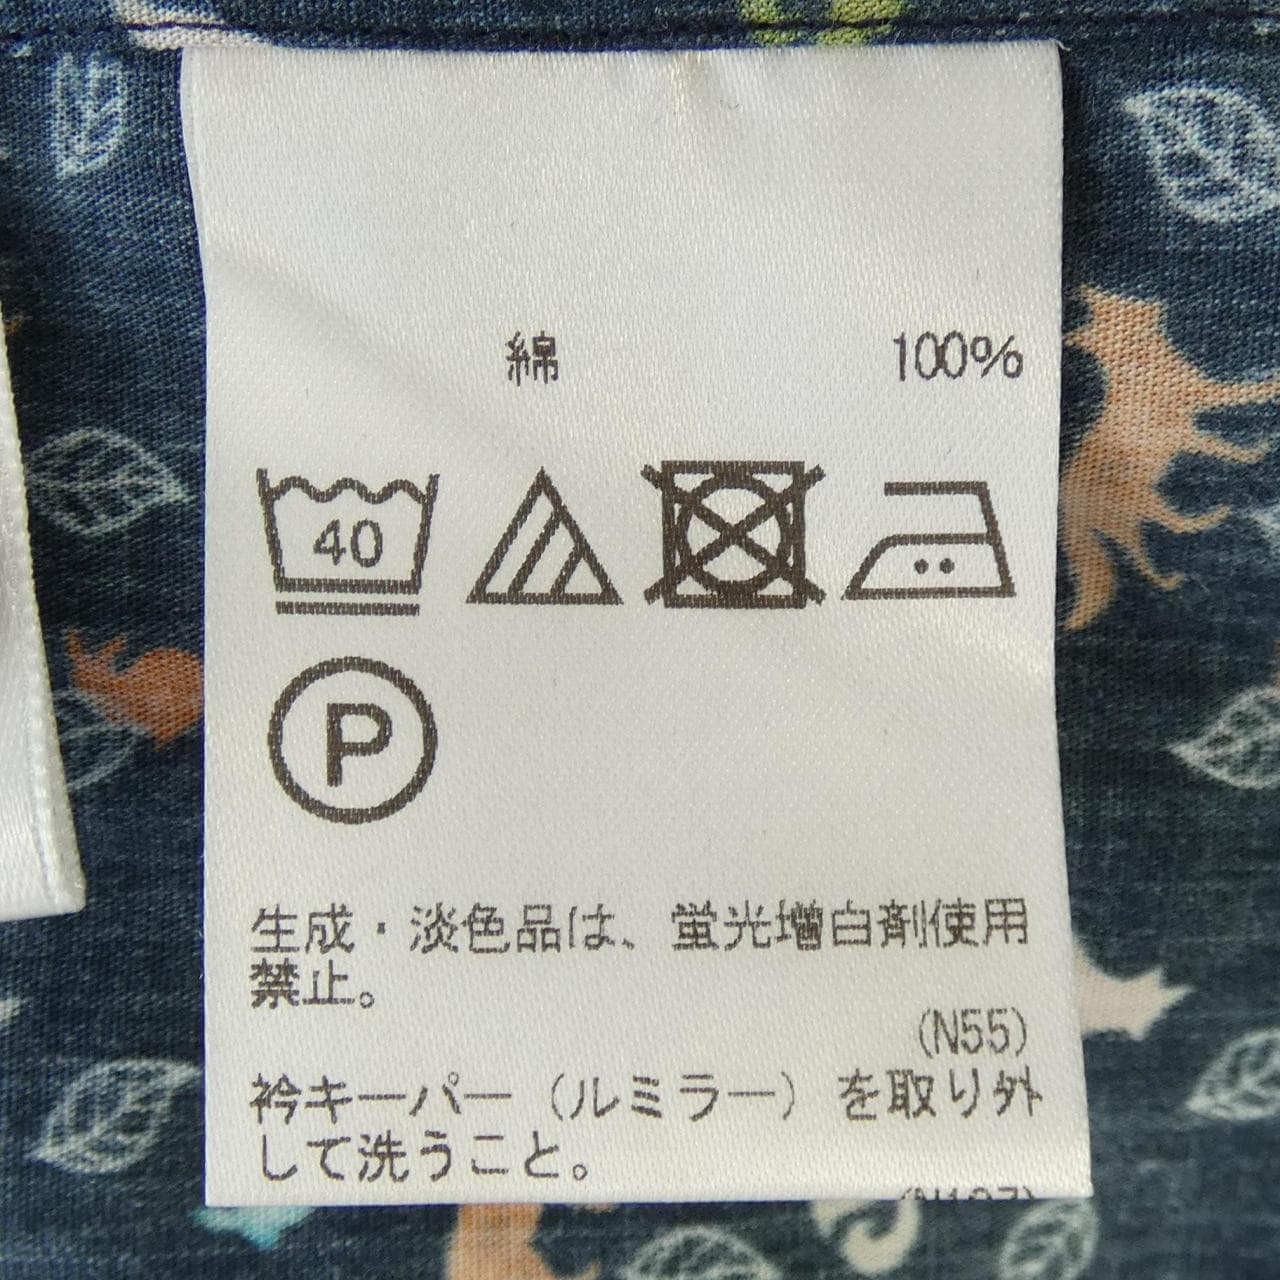 綿 100%
40
P
生成・淡色品は、蛍光増白剤使用
禁止。
(N55)
衿キーパー(ルミラー)を取り外
して洗うこと。